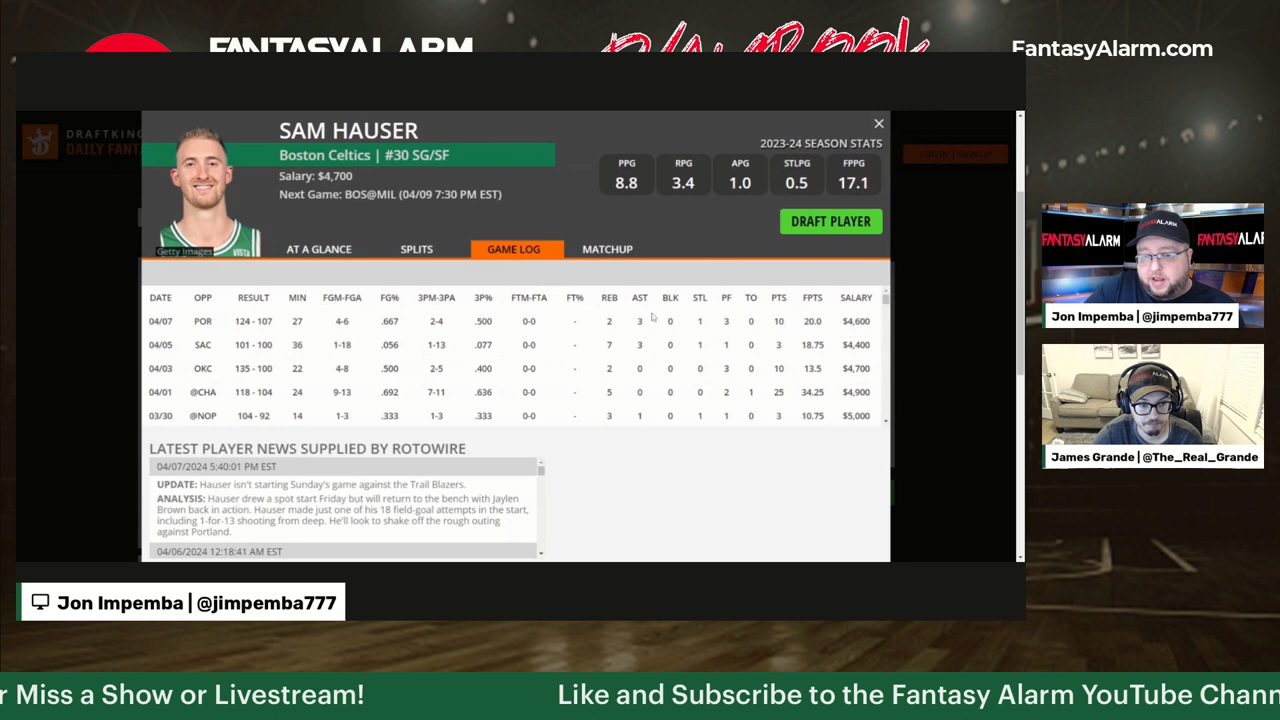 FANTASYALARM
PLAYBOOK
FantasyAlarm.com
DRAFTKIN
DAILY FANT
SAM HAUSER
Boston Celtics | #30 SG/SF
Salary: $4,700
Next Game: BOS@MIL (04/09 7:30 PM EST)
2023-24 SEASON STATS
PPG RPG APG STLPG FPPG
8.8 3.4 1.0 0.5 17.1
DRAFT PLAYER
Getty Images
AT A GLANCE SPLITS GAME LOG MATCHUP
DATE OPP RESULT MIN FGM-FGA FG% 3PM-3PA 3P% FTM-FTA FT% REB AST BLK STL PF TO PTS FPTS SALARY
04/07 POR 124 - 107 27 4-6 .667 2-4 .500 0-0 - 2 3 0 1 3 0 10 20.0 $4,600
04/05 SAC 101 - 100 36 1-18 .056 1-13 .077 0-0 - 7 3 0 1 1 0 3 18.75 $4,400
04/03 OKC 135 - 100 22 4-8 .500 2-5 .400 0-0 - 2 0 0 0 3 0 10 13.5 $4,700
04/01 @CHA 118 - 104 24 9-13 .692 7-11 .636 0-0 - 5 0 0 0 2 1 25 34.25 $4,900
03/30 @NOP 104 - 92 14 1-3 .333 1-3 .333 0-0 - 3 1 0 1 1 0 3 10.75 $5,000
LATEST PLAYER NEWS SUPPLIED BY ROTOWIRE
04/07/2024 5:40:01 PM EST
UPDATE: Hauser isn't starting Sunday's game against the Trail Blazers.
ANALYSIS: Hauser drew a spot start Friday but will return to the bench with Jaylen
Brown back in action. Hauser made just one of his 18 field-goal attempts in the start,
including 1-for-13 shooting from deep. He'll look to shake off the rough outing
against Portland.
04/06/2024 12:18:41 AM EST
Jon Impemba | @jimpemba777
FANTASYALARM
FANTASYALAR
Jon Impemba | @jimpemba777
James Grande | @The_Real_Grande
r Miss a Show or Livestream! Like and Subscribe to the Fantasy Alarm YouTube Chann